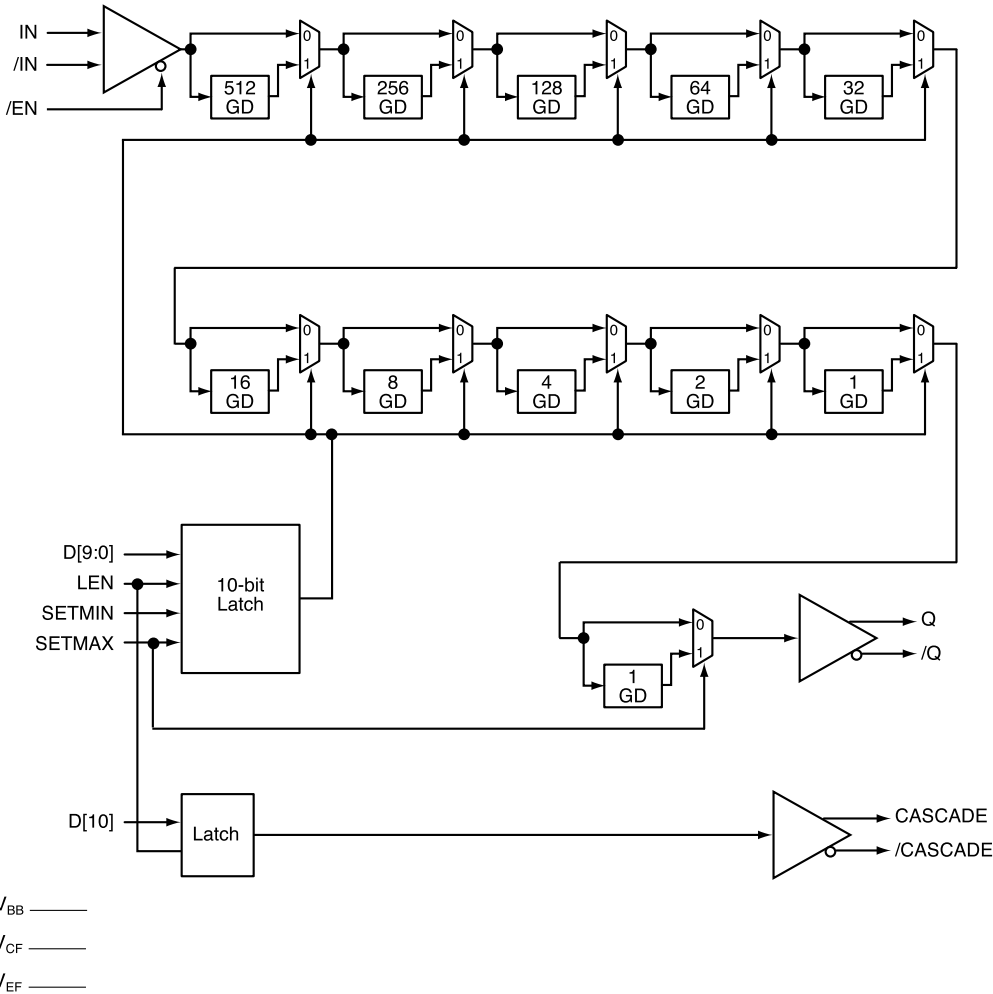 IN
/IN
/EN
0 0 0 0 0
1 1 1 1 1
512 256 128 64 32
GD GD GD GD GD
0 0 0 0 0
1 1 1 1 1
16 8 4 2 1
GD GD GD GD GD
D[9:0]
LEN
SETMIN
SETMAX
10-bit
Latch
0
1
1
GD
Q
/Q
D[10]
Latch
CASCADE
/CASCADE
VBB
VCF
VEF